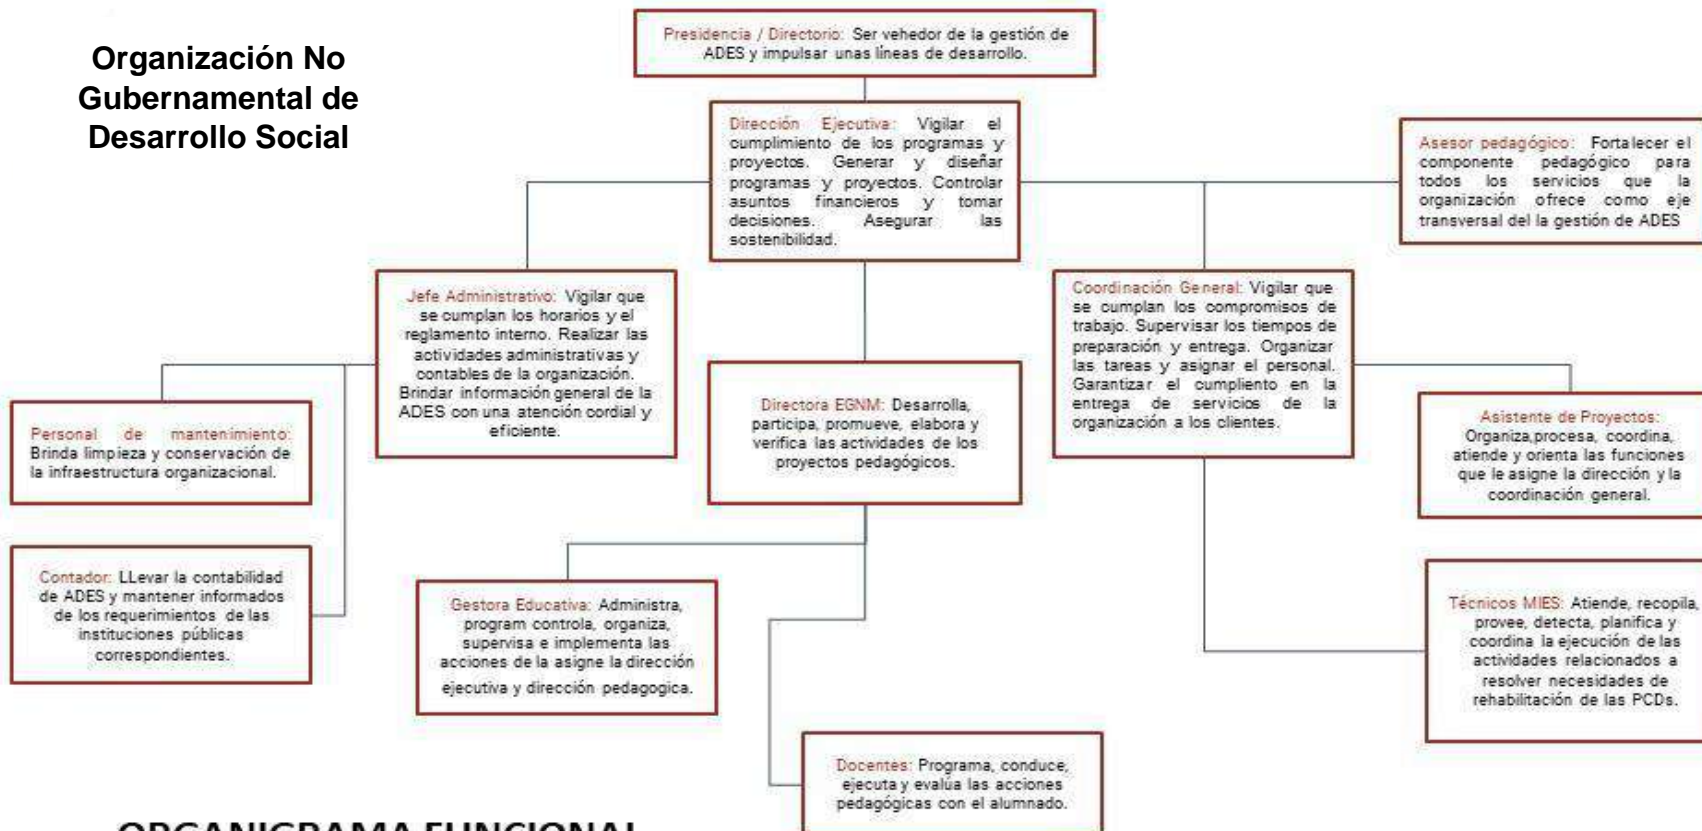 Organización No
Gubernamental de
Desarrollo Social
Presidencia / Directorio: Ser vehedor de la gestión de
ADES y impulsar unas líneas de desarrollo.
Dirección Ejecutiva: Vigilar el
cumplimiento de los programas y
proyectos. Generar y diseñar
programas y proyectos. Controlar
asuntos financieros y tomar
decisiones. Asegurar las
sostenibilidad.
Asesor pedagógico: Fortalecer el
componente pedagógico para
todos los servicios que la
organización ofrece como eje
transversal del la gestión de ADES
Jefe Administrativo: Vigilar que
se cumplan los horarios y el
reglamento interno. Realizar las
actividades administrativas y
contables de la organización.
Brindar información general de la
ADES con una atención cordial y
eficiente.
Coordinación General: Vigilar que
se cumplan los compromisos de
trabajo. Supervisar los tiempos de
preparación y entrega. Organizar
las tareas y asignar el personal.
Garantizar el cumpliento en la
entrega de servicios de la
organización a los clientes.
Directora EGNM: Desarrolla,
participa, promueve, elabora y
verifica las actividades de los
proyectos pedagógicos.
Personal de mantenimiento:
Brinda limpieza y conservación de
la infraestructura organizacional.
Asistente de Proyectos:
Organiza,procesa, coordina,
atiende y orienta las funciones
que le asigne la dirección y la
coordinación general.
Contador: LLevar la contabilidad
de ADES y mantener informados
de los requerimientos de las
instituciones públicas
correspondientes.
Gestora Educativa: Administra,
program controla, organiza,
supervisa e implementa las
acciones de la asigne la dirección
ejecutiva y dirección pedagogica.
Técnicos MIES: Atiende, recopila,
provee, detecta, planifica y
coordina la ejecución de las
actividades relacionados a
resolver necesidades de
rehabilitación de las PCDs.
Docentes: Programa, conduce,
ejecuta y evalúa las acciones
pedagógicas con el alumnado.
ORGANIGRAMA FUNCIONAL